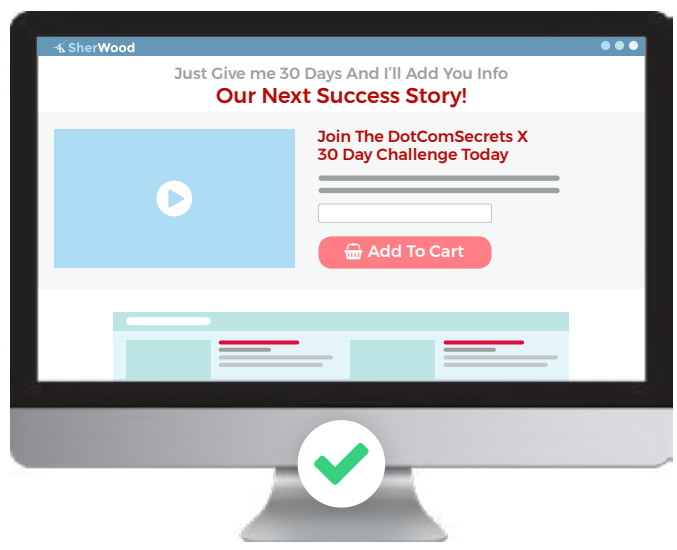 SherWood
Just Give me 30 Days And I'll Add You Info
Our Next Success Story!
Join The DotComSecrets X
30 Day Challenge Today
Add To Cart